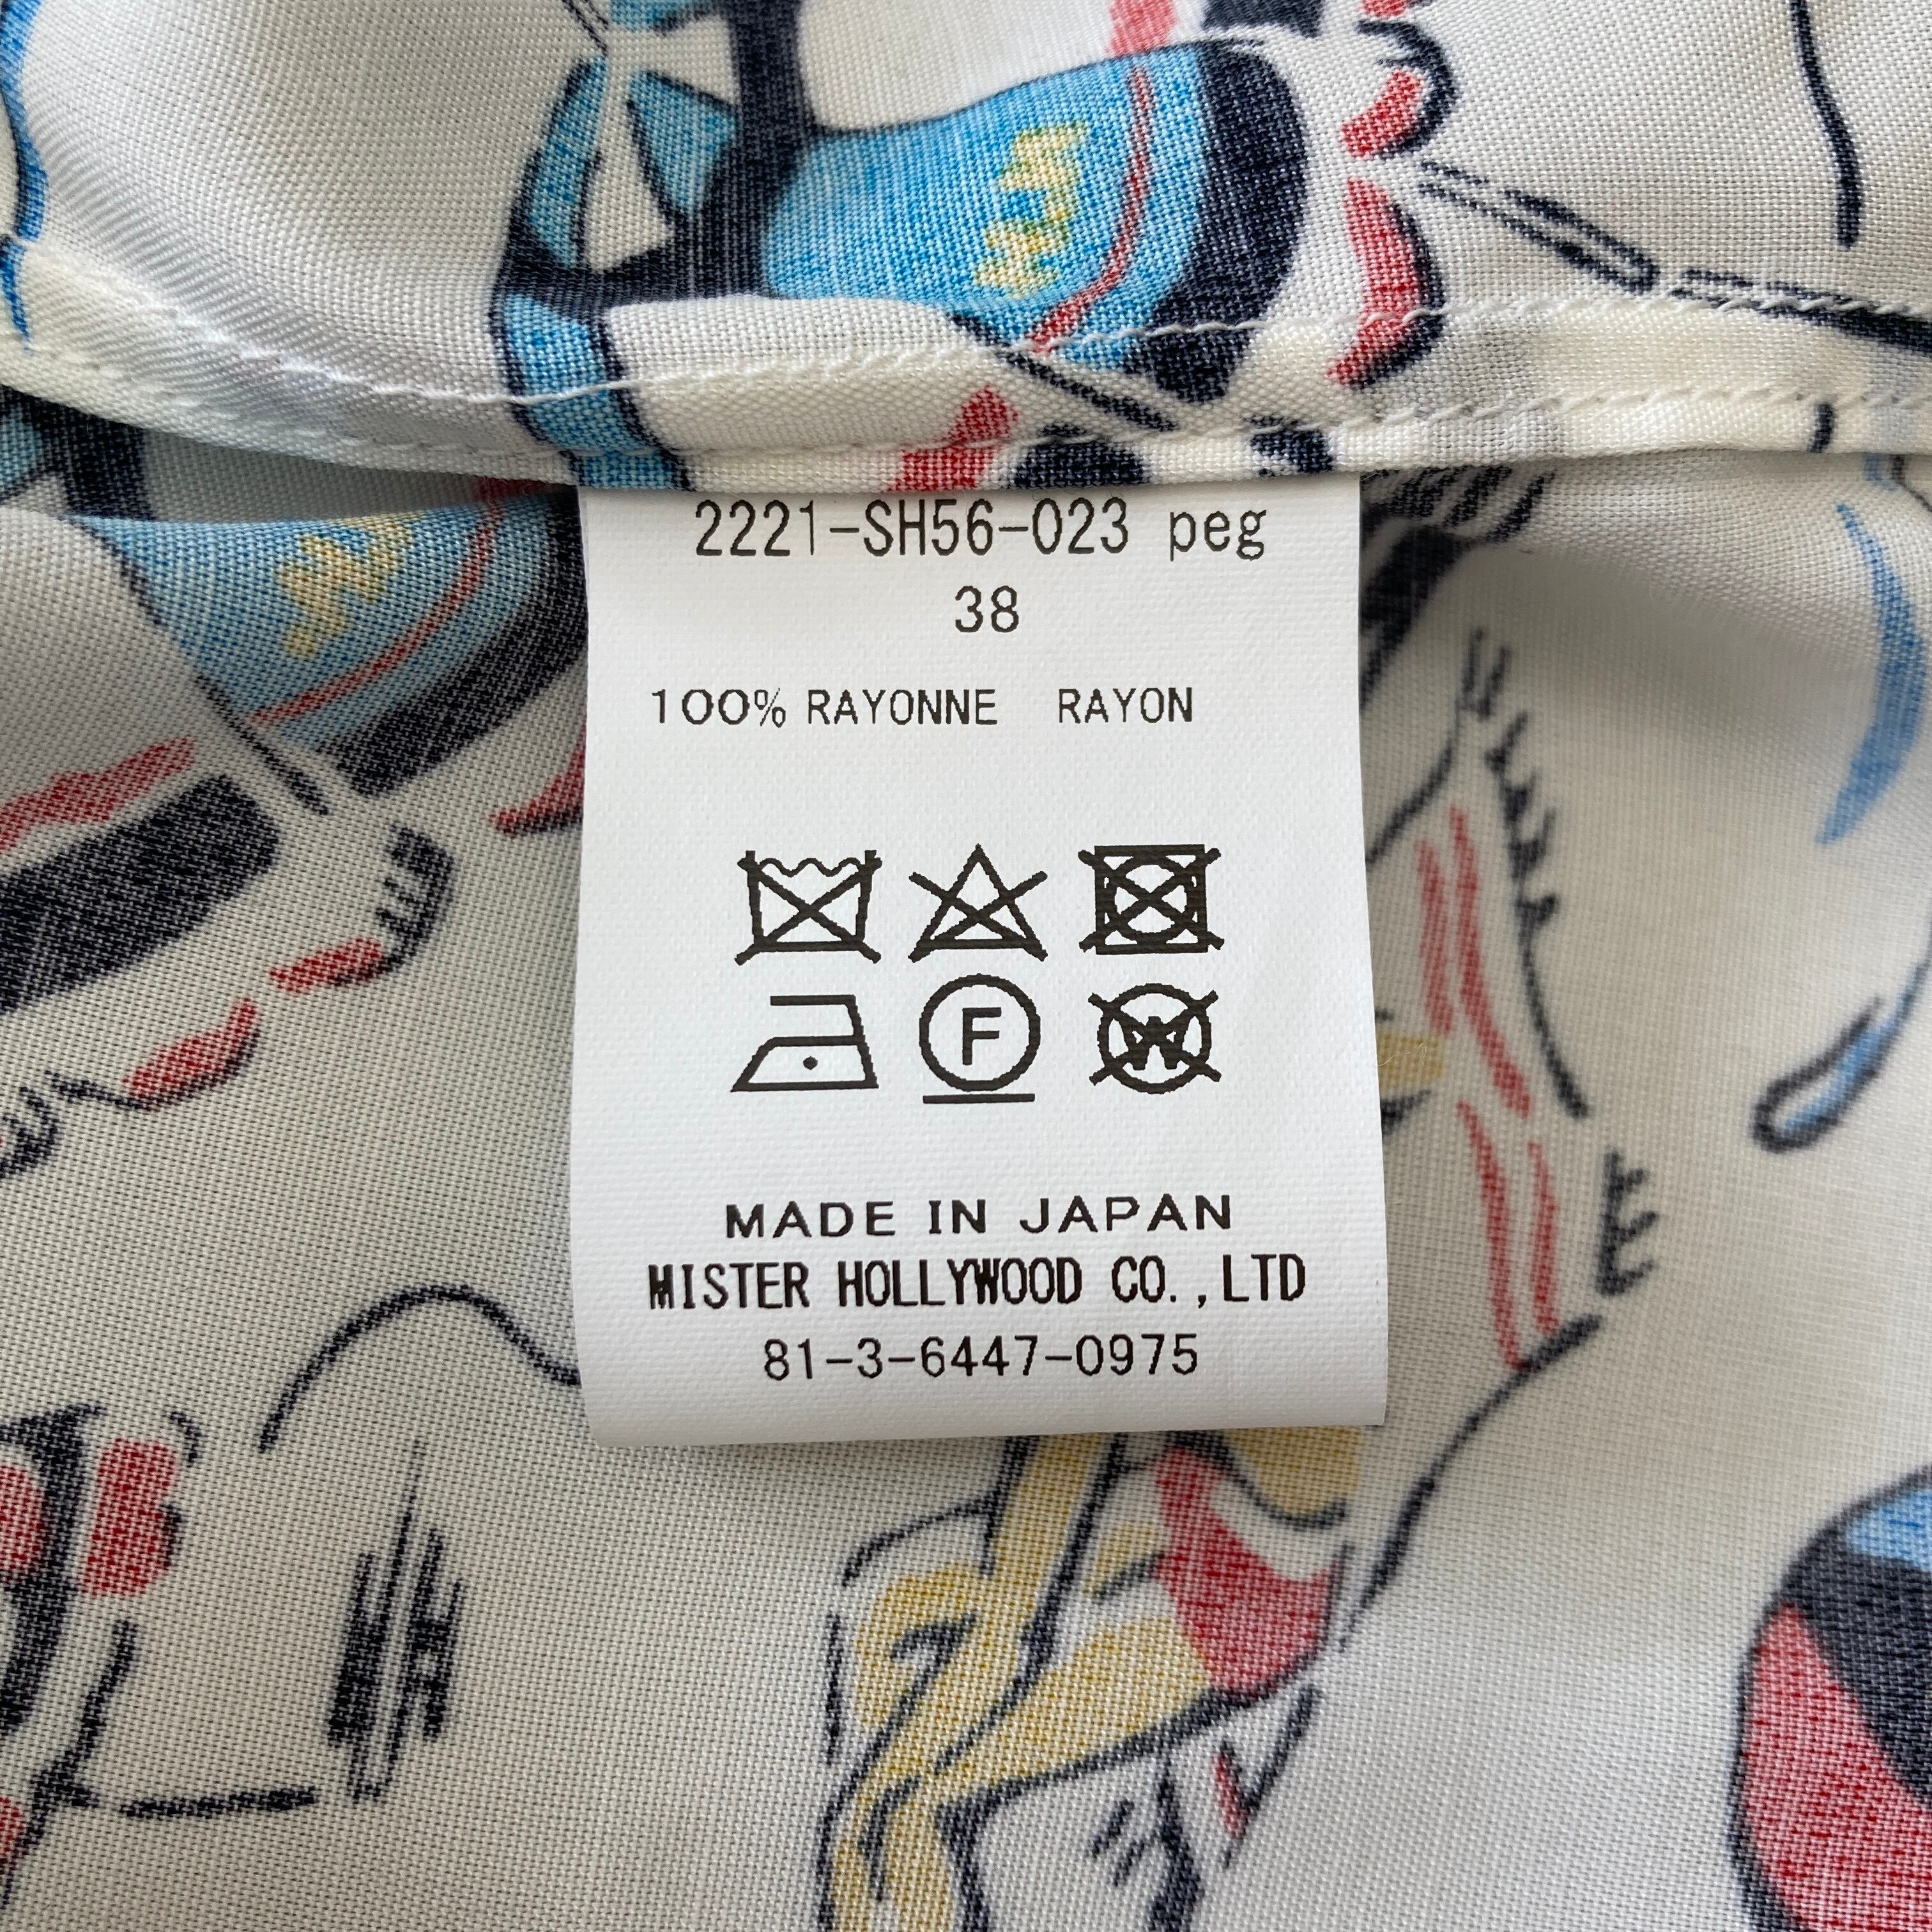 2221-SH56-023 peg
38
100% RAYONNE RAYON
F
W
MADE IN JAPAN
MISTER HOLLYWOOD CO.,LTD
81-3-6447-0975